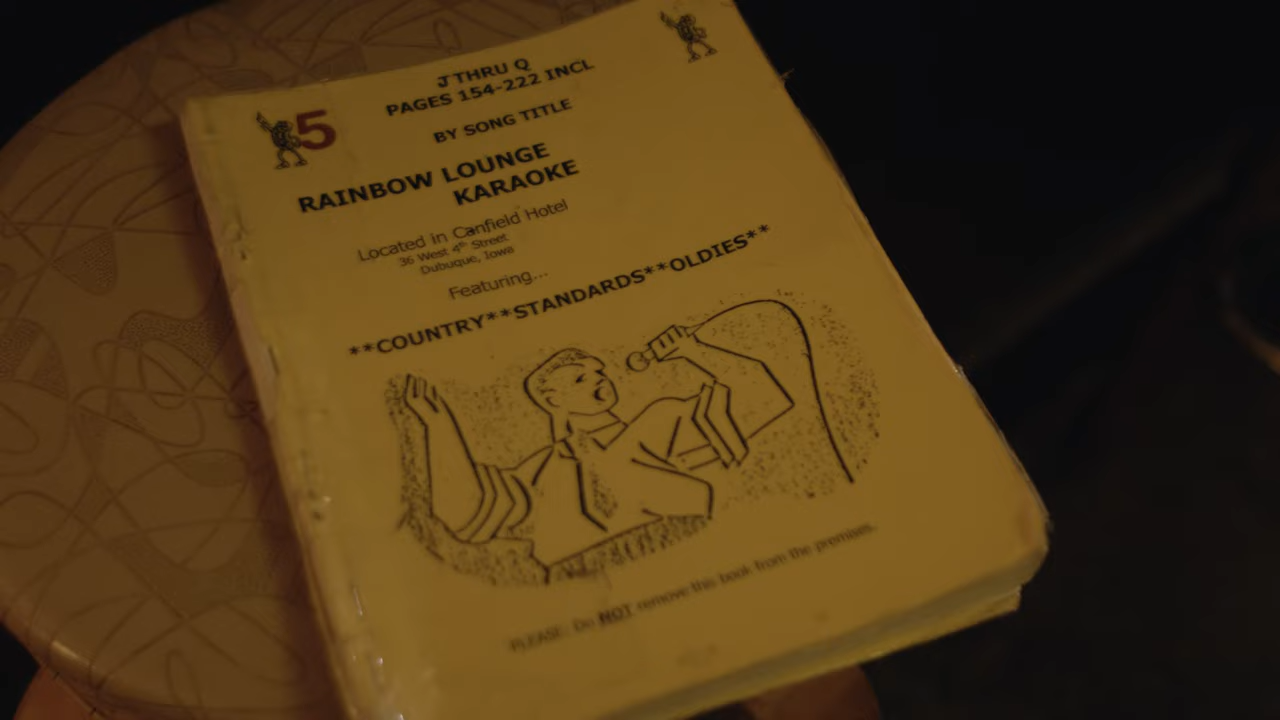 J THRU Q
PAGES 154-222 INCL
5
BY SONG TITLE
RAINBOW LOUNGE
KARAOKE
Located in Canfield Hotel
36 West 4th Street
Dubuque, Iowa
Featuring...
**COUNTRY**STANDARDS**OLDIES**
PLEASE: Do NOT remove this book from the premises.